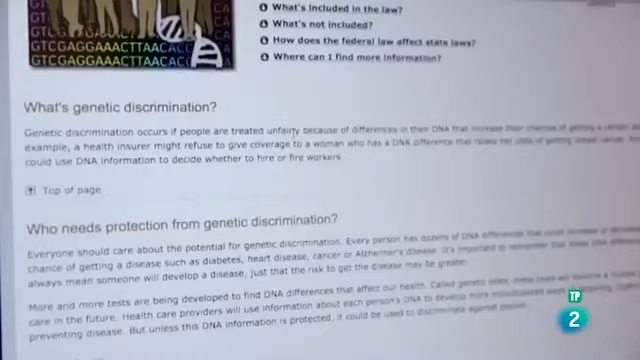 What's included in the law?
What's not included?
How does the federal law affect state laws?
Where can I find more information?
CA
GT
CA
GTC
CA
GTCGAGGAAACTTAACACC
GTCGAGGAAACTTAACACC
What's genetic discrimination?
Genetic discrimination occurs if people are treated unfairly because of differences in their DNA that increase their chances of getting a certain
example, a health insurer might refuse to give coverage to a woman who has a DNA difference that raises her odds of getting
could use DNA information to decide whether to hire or fire workers.
Top of page
Who needs protection from genetic discrimination?
Everyone should care about the potential for genetic discrimination. Every person has dozens of DNA differences that could increase or
chance of getting a disease such as diabetes, heart disease, cancer or Alzheimer's disease. It's important to remember that these DNA
always mean someone will develop a disease, just that the risk to get the disease may be greater.
More and more tests are being developed to find DNA differences that affect our health. Called genetic tests, these tests will become a
care in the future. Health care providers will use information about each person's DNA to develop more individualized ways of
preventing disease. But unless this DNA information is protected, it could be used to discriminate against people.
TP
2